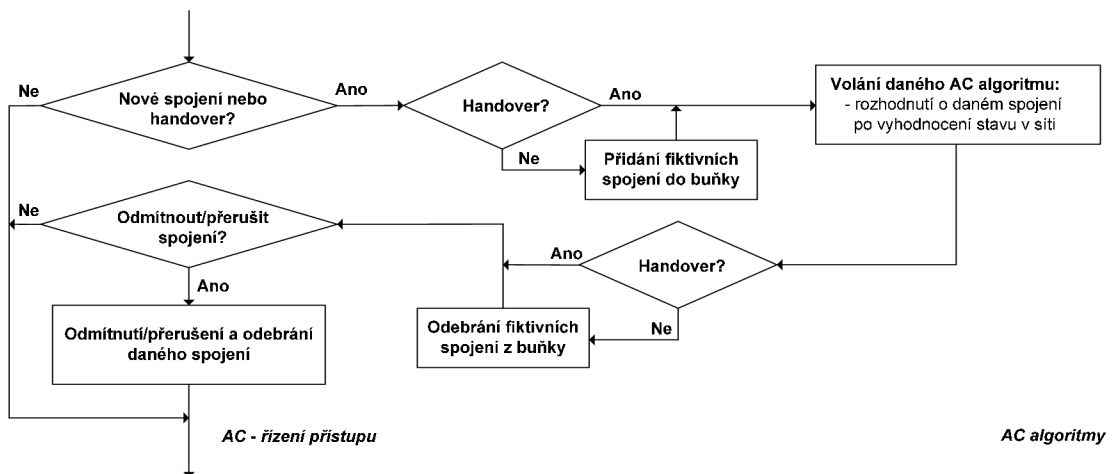 Ne
Nové spojení nebo
handover?
Ano
Handover?
Ano
Volání daného AC algoritmu:
- rozhodnutí o daném spojení
po vyhodnocení stavu v síti
Ne
Přidání fiktivních
spojení do buňky
Ne
Odmítnout/přerušit
spojení?
Ano
Handover?
Ano
Odmítnutí/přerušení a odebrání
daného spojení
Odebrání fiktivních
spojení z buňky
Ne
AC - řízení přístupu
AC algoritmy